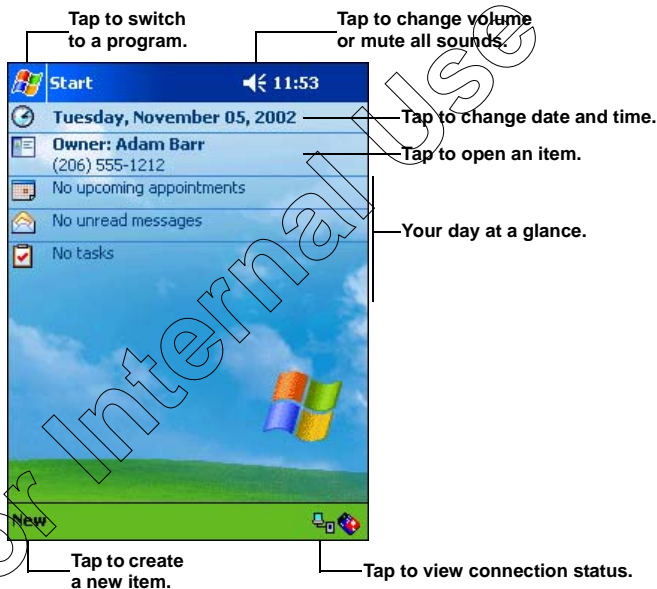 Tap to switch
to a program.
Tap to change volume
or mute all sounds.
Start 11:53
Tuesday, November 05, 2002
Tap to change date and time.
Owner: Adam Barr
(206) 555-1212
Tap to open an item.
No upcoming appointments
No unread messages
Your day at a glance.
No tasks
or Internal Use
New
Tap to create
a new item.
Tap to view connection status.